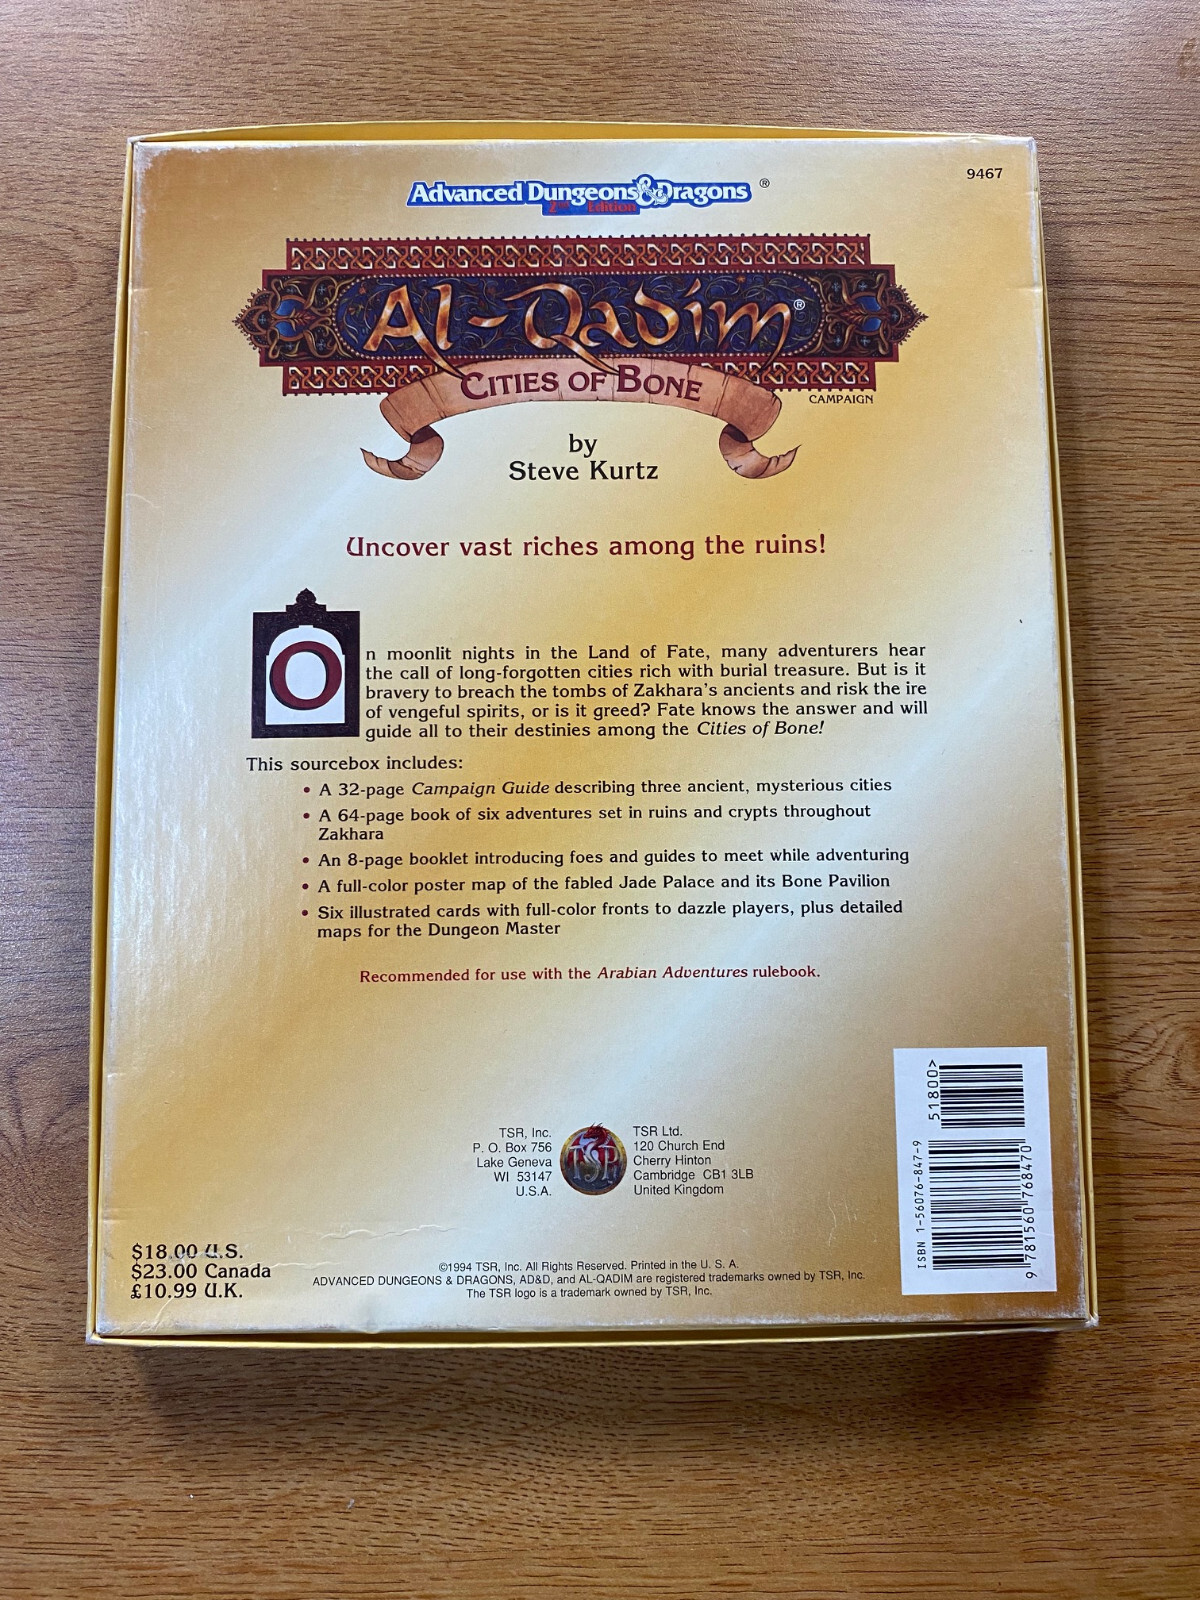 9467
Advanced Dungeons & Dragons ®
2nd Edition
Al-Qadim ®
CITIES OF BONE
CAMPAIGN
by
Steve Kurtz
Uncover vast riches among the ruins!
On moonlit nights in the Land of Fate, many adventurers hear
the call of long-forgotten cities rich with burial treasure. But is it
bravery to breach the tombs of Zakhara's ancients and risk the ire
of vengeful spirits, or is it greed? Fate knows the answer and will
guide all to their destinies among the Cities of Bone!
This sourcebox includes:
• A 32-page Campaign Guide describing three ancient, mysterious cities
• A 64-page book of six adventures set in ruins and crypts throughout
Zakhara
• An 8-page booklet introducing foes and guides to meet while adventuring
• A full-color poster map of the fabled Jade Palace and its Bone Pavilion
• Six illustrated cards with full-color fronts to dazzle players, plus detailed
maps for the Dungeon Master
Recommended for use with the Arabian Adventures rulebook.
TSR, Inc.
P. O. Box 756
Lake Geneva
WI 53147
U.S.A.
TSR
TSR Ltd.
120 Church End
Cherry Hinton
Cambridge CB1 3LB
United Kingdom
$18.00 U.S.
$23.00 Canada
£10.99 U.K.
©1994 TSR, Inc. All Rights Reserved. Printed in the U. S. A.
ADVANCED DUNGEONS & DRAGONS, AD&D, and AL-QADIM are registered trademarks owned by TSR, Inc.
The TSR logo is a trademark owned by TSR, Inc.
51800>
ISBN 1-56076-847-9
9 781560 768470